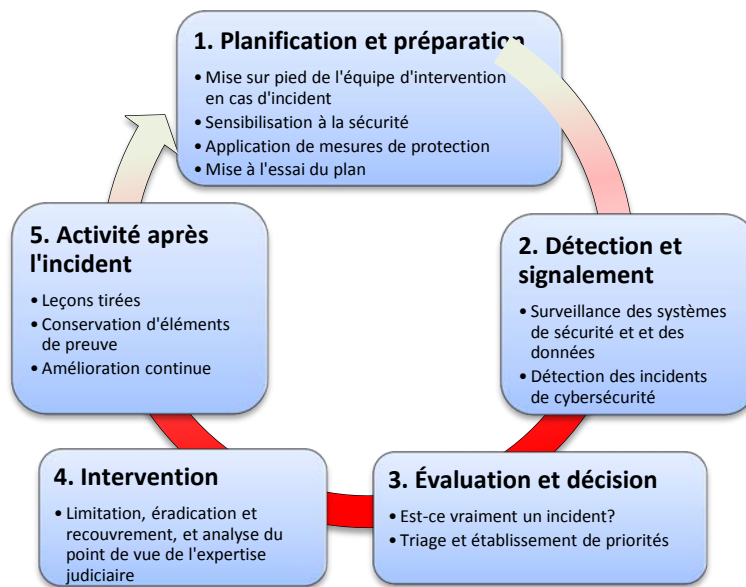 1. Planification et préparation
• Mise sur pied de l'équipe d'intervention
en cas d'incident
• Sensibilisation à la sécurité
• Application de mesures de protection
• Mise à l'essai du plan
2. Détection et
signalement
• Surveillance des systèmes
de sécurité et et des
données
• Détection des incidents
de cybersécurité
3. Évaluation et décision
• Est-ce vraiment un incident?
• Triage et établissement de priorités
4. Intervention
• Limitation, éradication et
recouvrement, et analyse du
point de vue de l'expertise
judiciaire
5. Activité après
l'incident
• Leçons tirées
• Conservation d'éléments
de preuve
• Amélioration continue